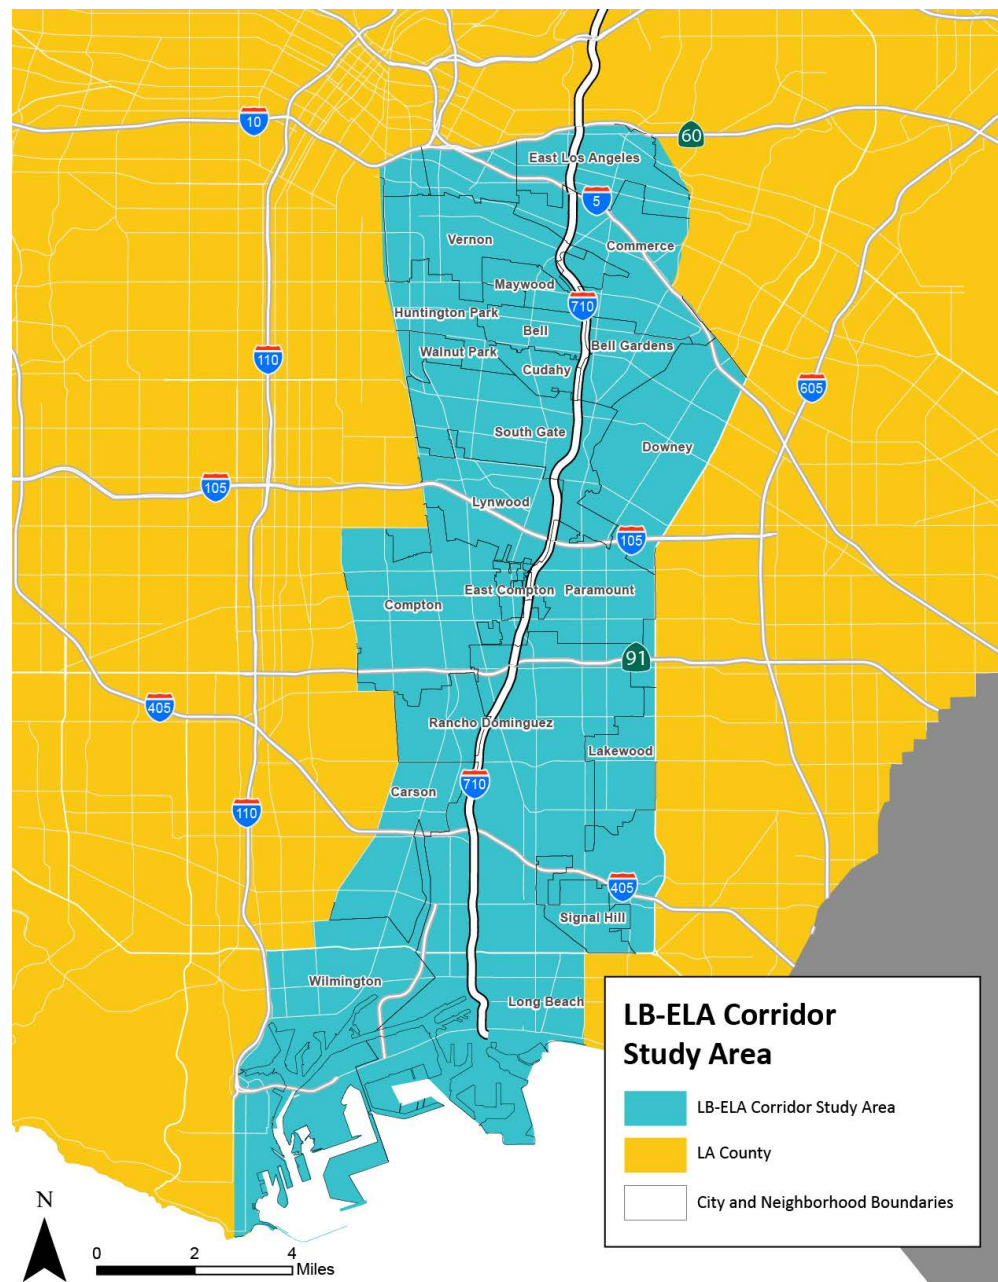 10
60
East Los Angeles
5
Vernon
Commerce
Maywood
710
Huntington Park
Bell
Bell Gardens
Walnut Park
110
Cudahy
605
South Gate
Downey
105
Lynwood
105
East Compton
Paramount
Compton
91
405
Rancho Dominguez
Lakewood
710
Carson
110
405
Signal Hill
Wilmington
Long Beach
LB-ELA Corridor
Study Area
LB-ELA Corridor Study Area
LA County
City and Neighborhood Boundaries
N
0 2 4
Miles